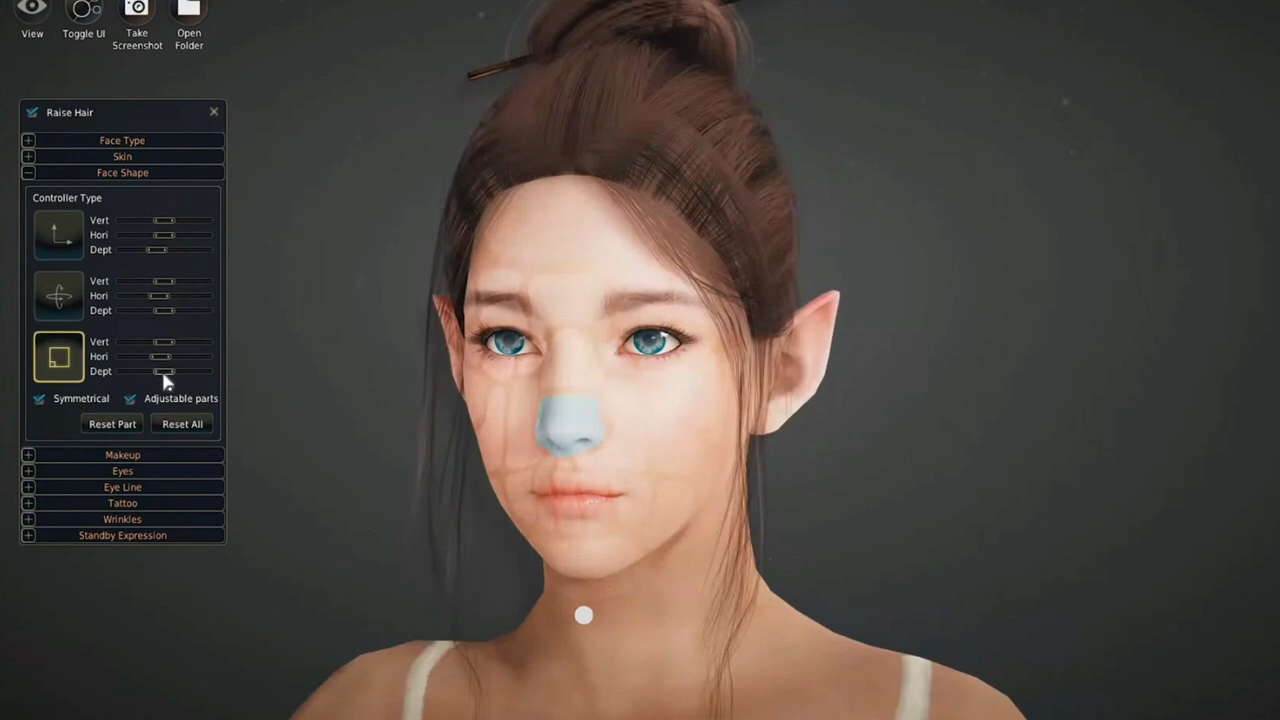 View
Toggle UI
Take
Screenshot
Open
Folder
Raise Hair
Face Type
Skin
Face Shape
Controller Type
Vert
Hori
Dept
Vert
Hori
Dept
Vert
Hori
Dept
Symmetrical
Adjustable parts
Reset Part
Reset All
Makeup
Eyes
Eye Line
Tattoo
Wrinkles
Standby Expression